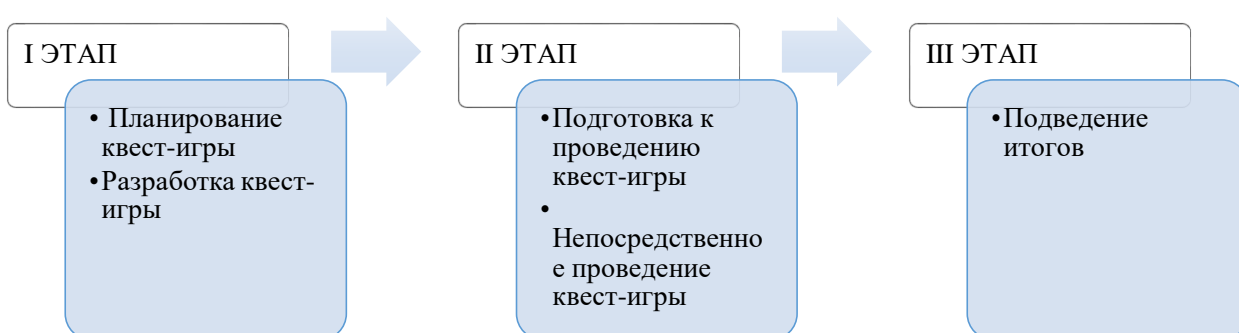 I ЭТАП
• Планирование
квест-игры
•Разработка квест-
игры
II ЭТАП
•Подготовка к
проведению
квест-игры
•
Непосредственно
е проведение
квест-игры
III ЭТАП
•Подведение
итогов